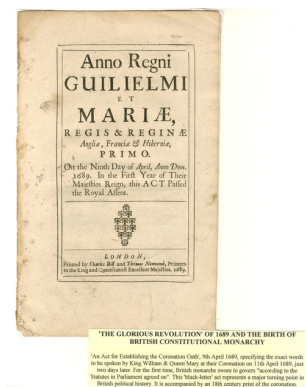 Anno Regni
GUILIELMI
ET
MARIÆ,
REGIS & REGINÆ
Angliæ, Franciæ & Hiberniæ,
PRIMO.
On the Ninth Day of April, Anno Dom.
1689. In the First Year of Their
Majesties Reign, this ACT Passed
the Royal Assent.
LONDON,
Printed by Charles Bill and Thomas Newcomb, Printers
to the King and Queen's most Excellent Majesties. 1689.
'THE GLORIOUS REVOLUTION' OF 1689 AND THE BIRTH OF
BRITISH CONSTITUTIONAL MONARCHY
'An Act for Establishing the Coronation Oath', 9th April 1689, specifying the exact words
to be spoken by King William & Queen Mary at their Coronation on 11th April 1689, just
two days later. For the first time, British monarchs swore to govern "according to the
Statutes in Parliament agreed on". This 'black-letter' act represents a major turning point in
British political history. It is accompanied by an 18th century print of the coronation.